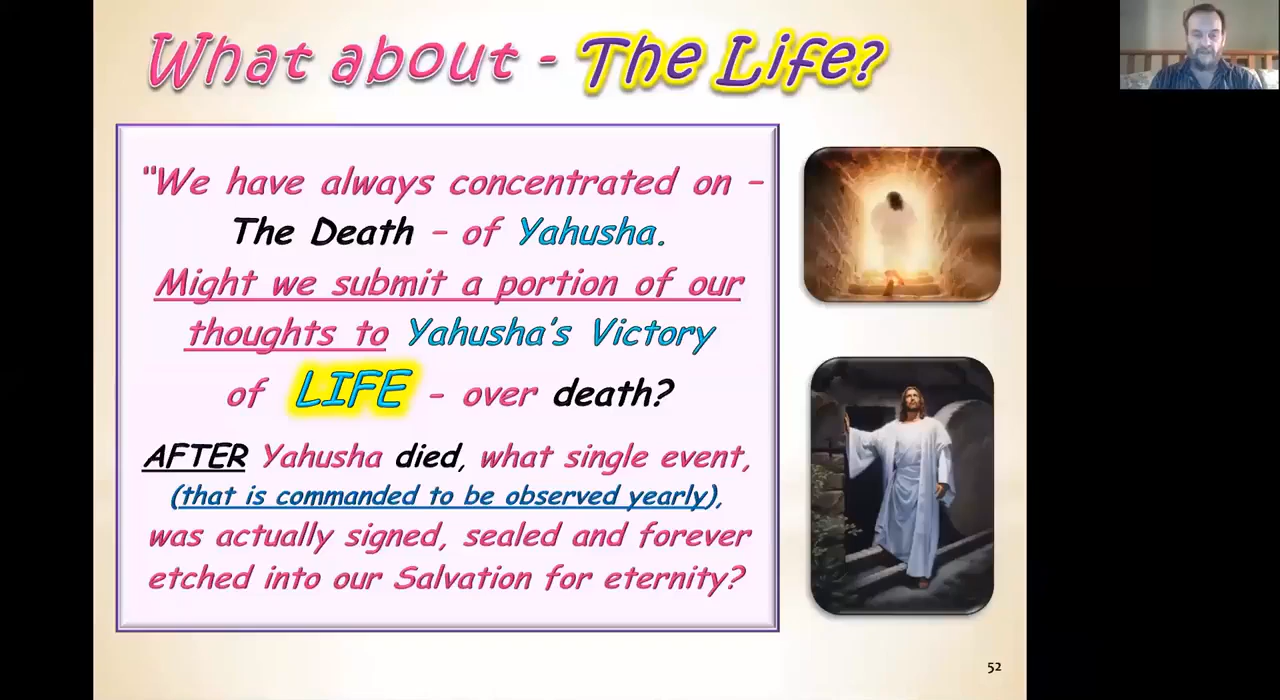 What about - The Life?
"We have always concentrated on –
The Death – of Yahusha.
Might we submit a portion of our
thoughts to Yahusha's Victory
of LIFE – over death?
AFTER Yahusha died, what single event,
(that is commanded to be observed yearly),
was actually signed, sealed and forever
etched into our Salvation for eternity?
52